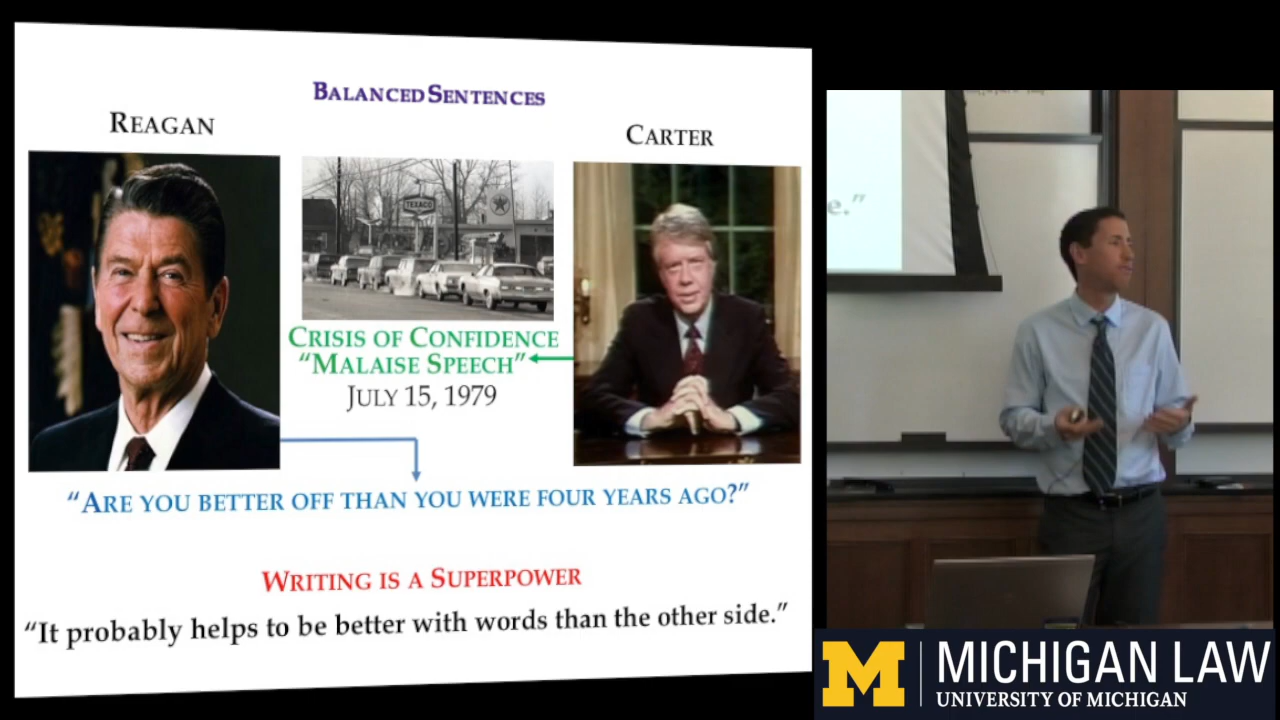 BALANCED SENTENCES
REAGAN
CARTER
TEXACO
CRISIS OF CONFIDENCE
“MALAISE SPEECH”
JULY 15, 1979
“ARE YOU BETTER OFF THAN YOU WERE FOUR YEARS AGO?”
WRITING IS A SUPERPOWER
“It probably helps to be better with words than the other side.”
e.”
M
MICHIGAN LAW
UNIVERSITY OF MICHIGAN